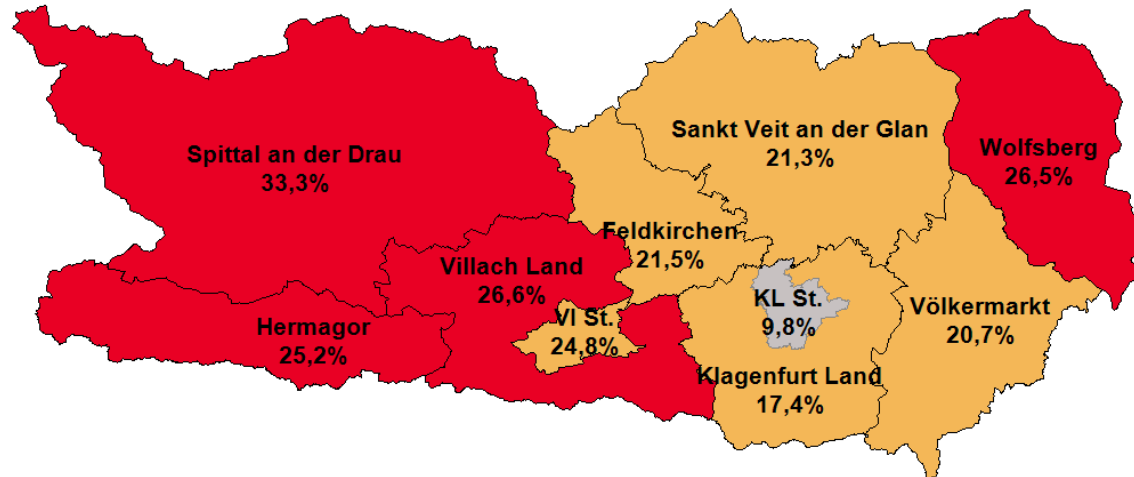 Sankt Veit an der Glan
21,3%
Spittal an der Drau
33,3%
Wolfsberg
26,5%
Feldkirchen
21,5%
Villach Land
26,6%
KL St.
9,8%
Völkermarkt
20,7%
Hermagor
25,2%
VI St.
24,8%
Klagenfurt Land
17,4%